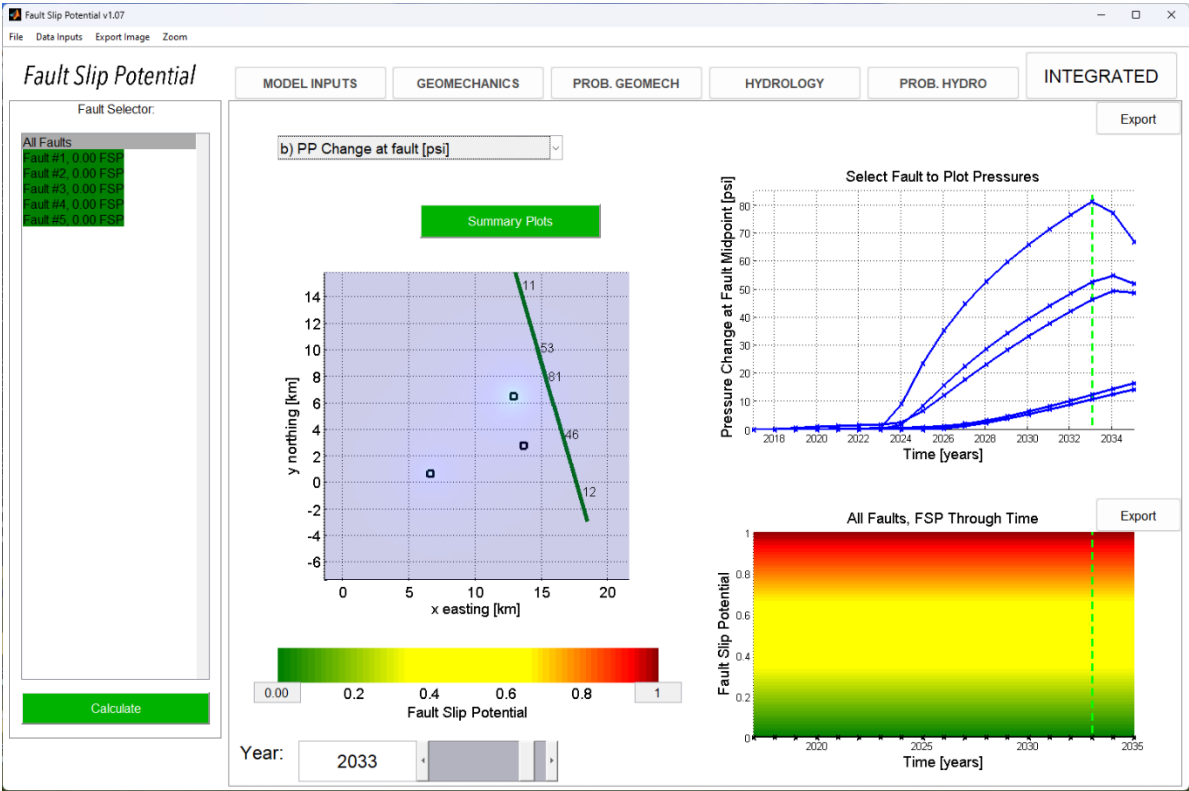 Fault Slip Potential v1.07
File Data Inputs Export Image Zoom
Fault Slip Potential
MODEL INPUTS GEOMECHANICS PROB. GEOMECH HYDROLOGY PROB. HYDRO INTEGRATED
Fault Selector:
All Faults
Fault #1, 0.00 FSP
Fault #2, 0.00 FSP
Fault #3, 0.00 FSP
Fault #4, 0.00 FSP
Fault #5, 0.00 FSP
Calculate
Export
b) PP Change at fault [psi]
Summary Plots
14
12
10
8
6
4
2
0
-2
-4
-6
y northing [km]
11
53
81
46
12
0 5 10 15 20
x easting [km]
0.00 0.2 0.4 0.6 0.8 1
Fault Slip Potential
Year: 2033
Select Fault to Plot Pressures
Pressure Change at Fault Midpoint [psi]
80
70
60
50
40
30
20
10
0
2018 2020 2022 2024 2026 2028 2030 2032 2034
Time [years]
Export
All Faults, FSP Through Time
Fault Slip Potential
1
0.8
0.6
0.4
0.2
0
2020 2025 2030 2035
Time [years]